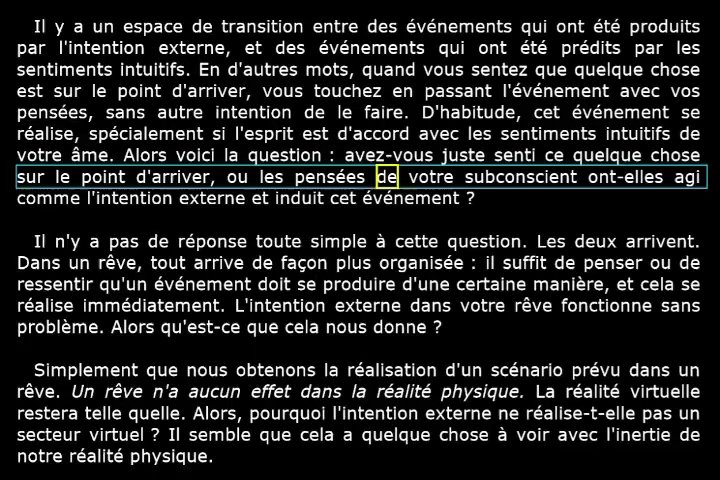 Il y a un espace de transition entre des événements qui ont été produits
par l'intention externe, et des événements qui ont été prédits par les
sentiments intuitifs. En d'autres mots, quand vous sentez que quelque chose
est sur le point d'arriver, vous touchez en passant l'événement avec vos
pensées, sans autre intention de le faire. D'habitude, cet événement se
réalise, spécialement si l'esprit est d'accord avec les sentiments intuitifs de
votre âme. Alors voici la question : avez-vous juste senti ce quelque chose
sur le point d'arriver, ou les pensées de votre subconscient ont-elles agi
comme l'intention externe et induit cet événement ?
Il n'y a pas de réponse toute simple à cette question. Les deux arrivent.
Dans un rêve, tout arrive de façon plus organisée : il suffit de penser ou de
ressentir qu'un événement doit se produire d'une certaine manière, et cela se
réalise immédiatement. L'intention externe dans votre rêve fonctionne sans
problème. Alors qu'est-ce que cela nous donne ?
Simplement que nous obtenons la réalisation d'un scénario prévu dans un
rêve. Un rêve n'a aucun effet dans la réalité physique. La réalité virtuelle
restera telle quelle. Alors, pourquoi l'intention externe ne réalise-t-elle pas un
secteur virtuel ? Il semble que cela a quelque chose à voir avec l'inertie de
notre réalité physique.